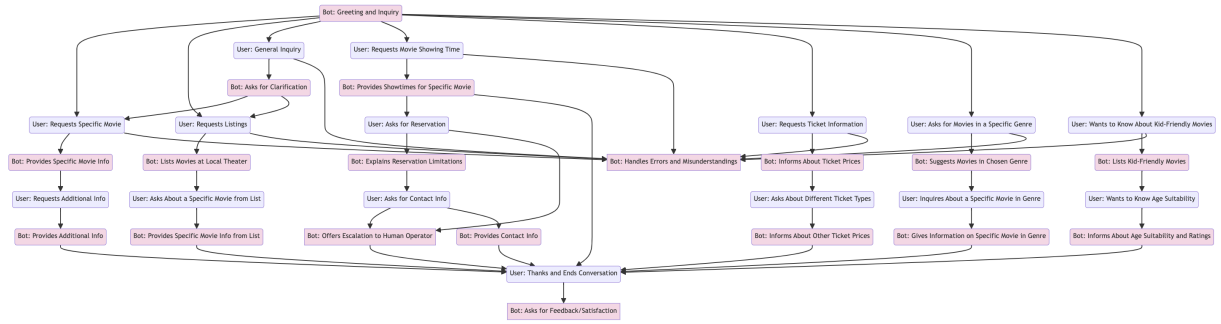 Bot: Greeting and Inquiry
User: General Inquiry
User: Requests Movie Showing Time
Bot: Asks for Clarification
Bot: Provides Showtimes for Specific Movie
User: Requests Specific Movie
User: Requests Listings
User: Asks for Reservation
User: Requests Ticket Information
User: Asks for Movies in a Specific Genre
User: Wants to Know About Kid-Friendly Movies
Bot: Provides Specific Movie Info
Bot: Lists Movies at Local Theater
Bot: Explains Reservation Limitations
Bot: Handles Errors and Misunderstandings
Bot: Informs About Ticket Prices
Bot: Suggests Movies in Chosen Genre
Bot: Lists Kid-Friendly Movies
User: Requests Additional Info
User: Asks About a Specific Movie from List
User: Asks for Contact Info
User: Asks About Different Ticket Types
User: Inquires About a Specific Movie in Genre
User: Wants to Know Age Suitability
Bot: Provides Additional Info
Bot: Provides Specific Movie Info from List
Bot: Offers Escalation to Human Operator
Bot: Provides Contact Info
Bot: Informs About Other Ticket Prices
Bot: Gives Information on Specific Movie in Genre
Bot: Informs About Age Suitability and Ratings
User: Thanks and Ends Conversation
Bot: Asks for Feedback/Satisfaction